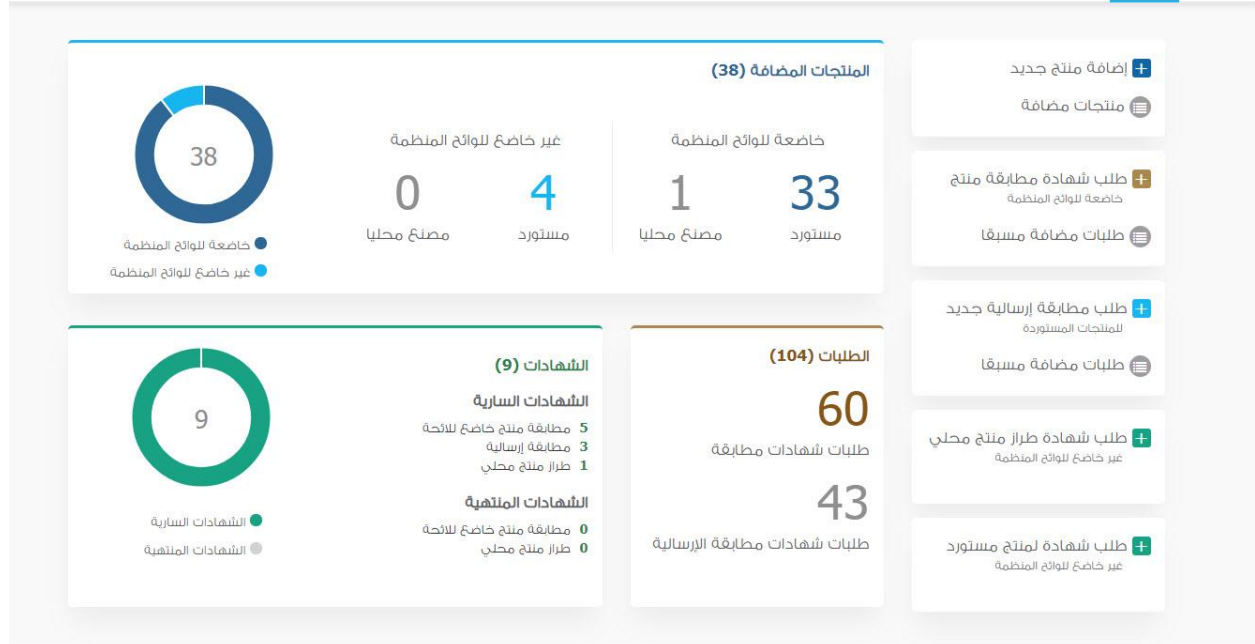 إضافة منتج جديد
منتجات مضافة
طلب شهادة مطابقة منتج
خاضعة للوائح المنظمة
طلبات مضافة مسبقا
طلب مطابقة إرسالية جديد
للمنتجات المستوردة
طلبات مضافة مسبقا
طلب شهادة طراز منتج محلي
غير خاضع للوائح المنظمة
طلب شهادة لمنتج مستورد
غير خاضع للوائح المنظمة
المنتجات المضافة (38)
خاضعة للوائح المنظمة
33
مستورد
1
مصنع محليا
غير خاضع للوائح المنظمة
4
مستورد
0
مصنع محليا
38
خاضعة للوائح المنظمة
غير خاضع للوائح المنظمة
الطلبات (104)
60
طلبات شهادات مطابقة
43
طلبات شهادات مطابقة الإرسالية
الشهادات (9)
الشهادات السارية
5 مطابقة منتج خاضع للائحة
3 مطابقة إرسالية
1 طراز منتج محلي
الشهادات المنتهية
0 مطابقة منتج خاضع للائحة
0 طراز منتج محلي
9
الشهادات السارية
الشهادات المنتهية